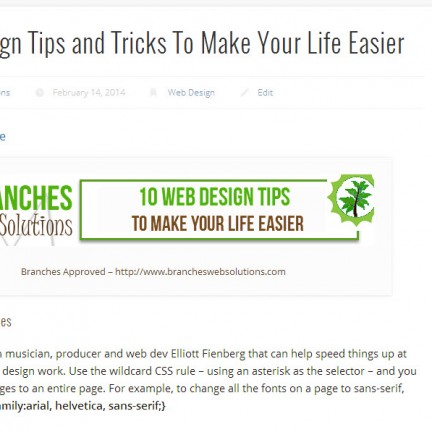 gn Tips and Tricks To Make Your Life Easier
ons February 14, 2014 Web Design Edit
e
ANCHES
Solutions
10 WEB DESIGN TIPS
TO MAKE YOUR LIFE EASIER
Branches Approved – http://www.brancheswebsolutions.com
es
n musician, producer and web dev Elliott Fienberg that can help speed things up at
design work. Use the wildcard CSS rule – using an asterisk as the selector – and you
ges to an entire page. For example, to change all the fonts on a page to sans-serif,
mily:arial, helvetica, sans-serif;}